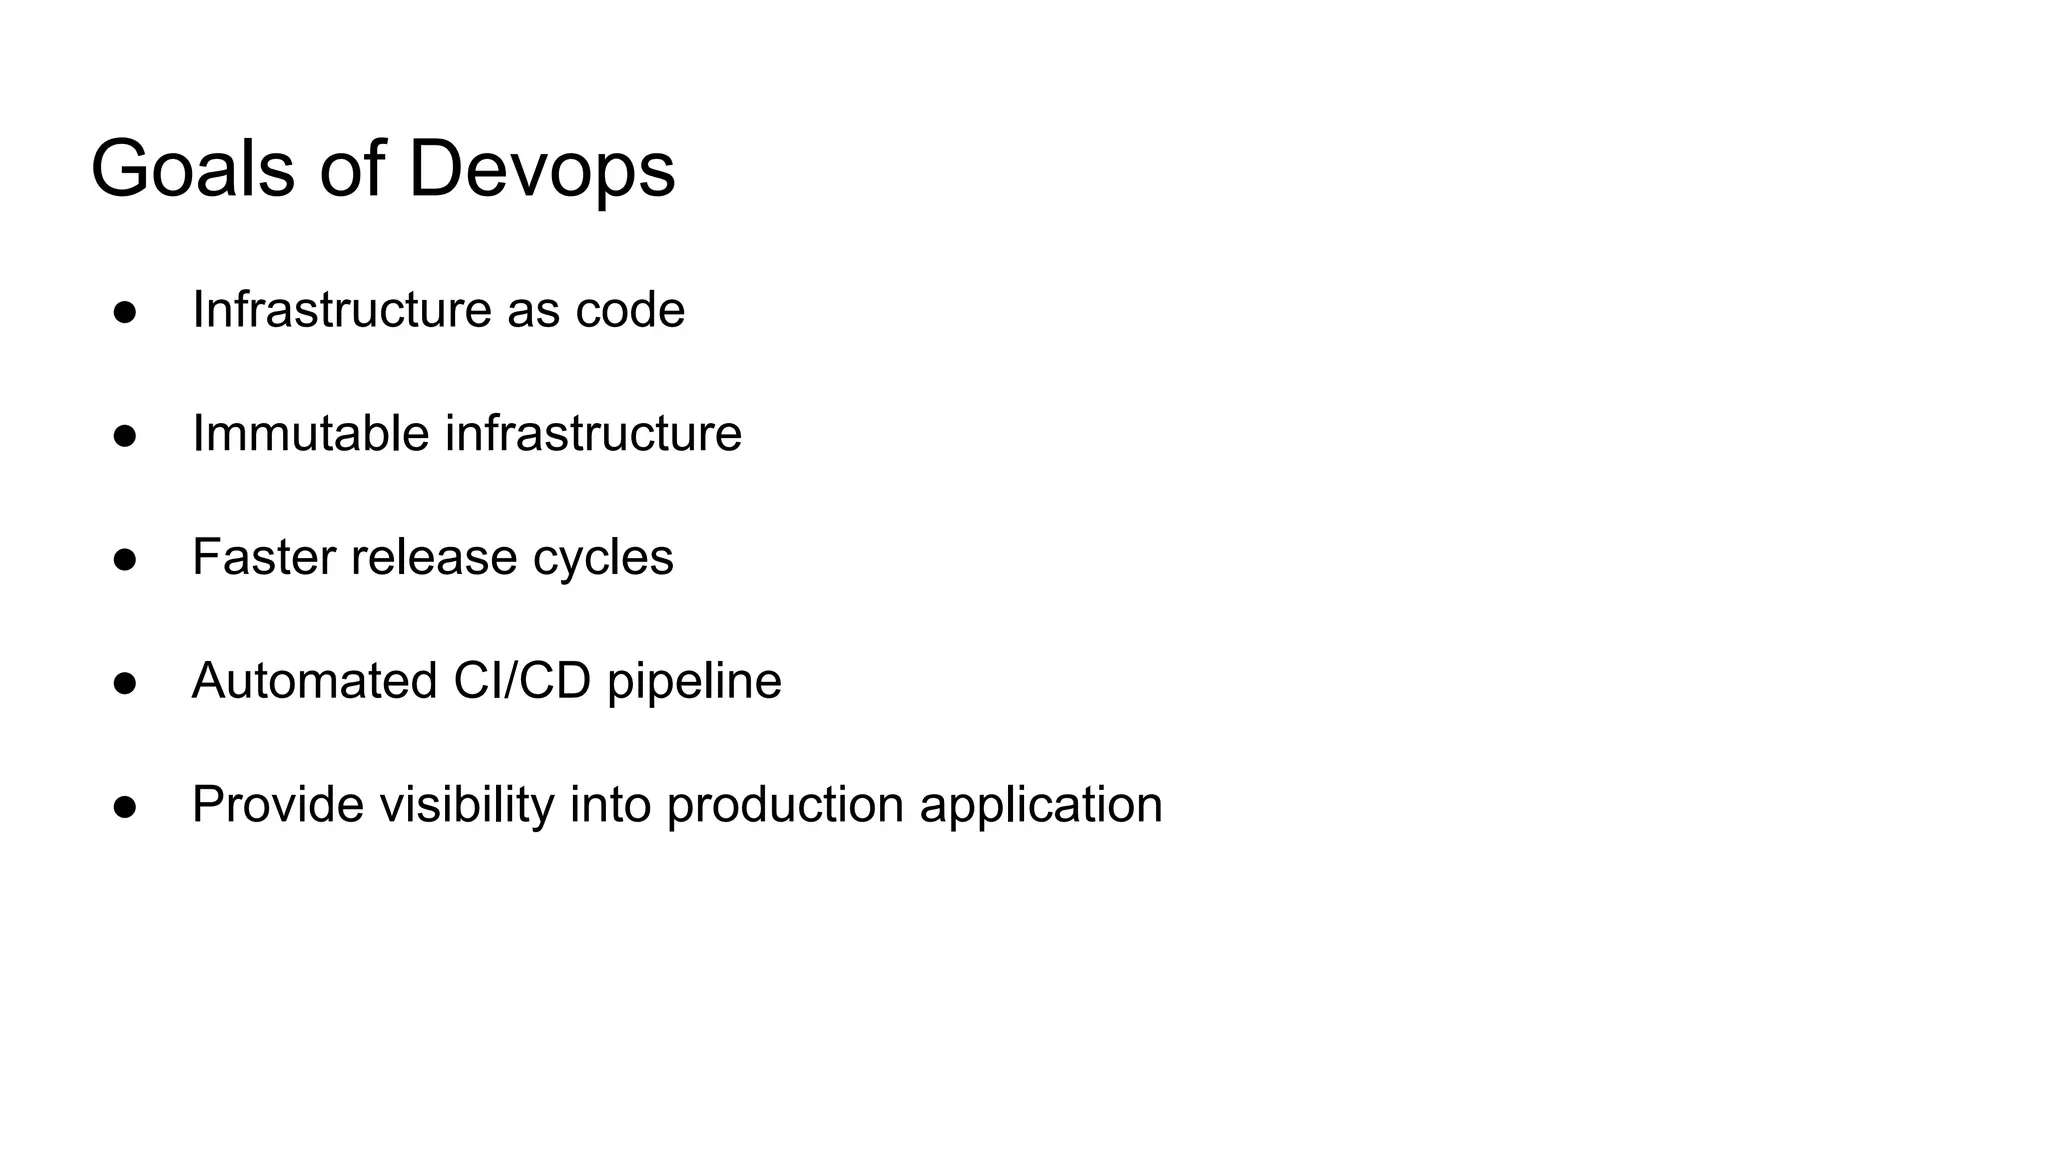 Goals of Devops
● Infrastructure as code
● Immutable infrastructure
● Faster release cycles
● Automated CI/CD pipeline
● Provide visibility into production application